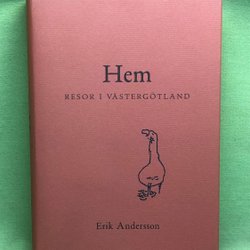 Hem
RESOR I VÄSTERGÖTLAND
Erik Andersson